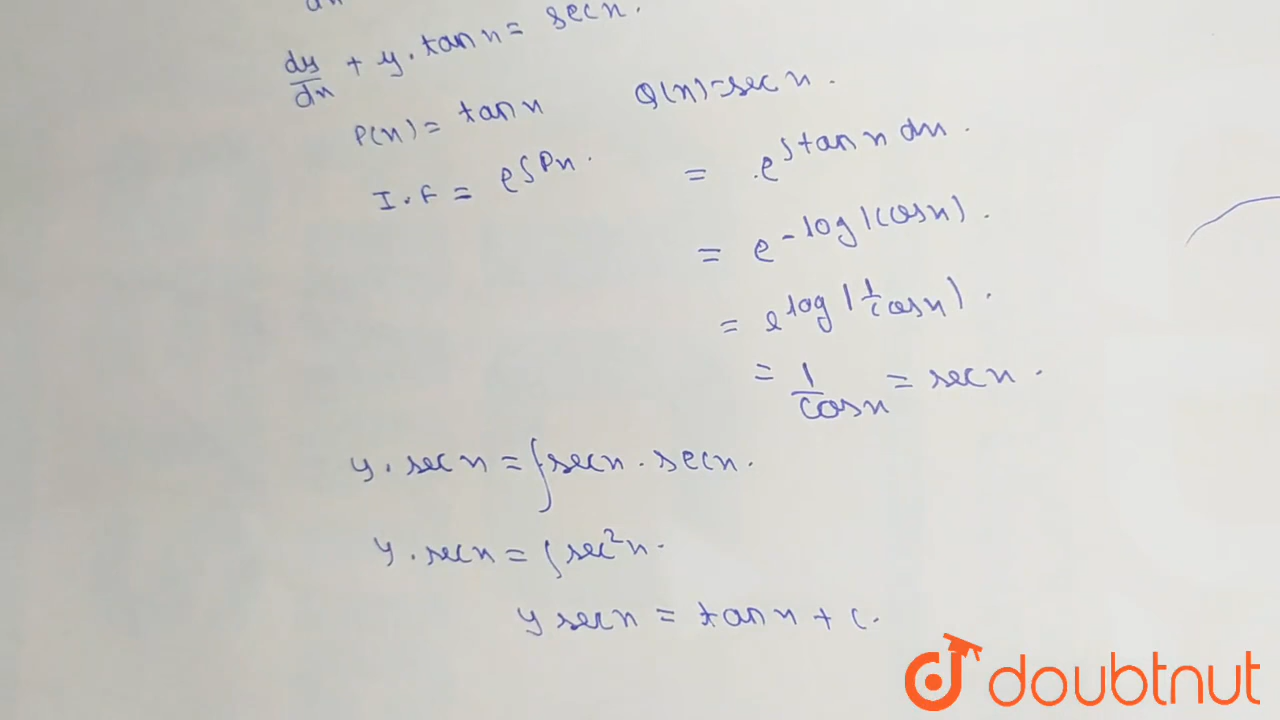 dy/dx + y . tan x = sec x .
P(x) = tan x Q(x) = sec x .
I.F = e^∫Px . = . e^∫tan x dx .
= e^-log|cos x| .
= e^log|1/cos x| .
= 1/cos x = sec x .
y . sec x = ∫ sec x . sec x .
y . sec x = ∫ sec²x .
y sec x = tan x + c .
doubtnut